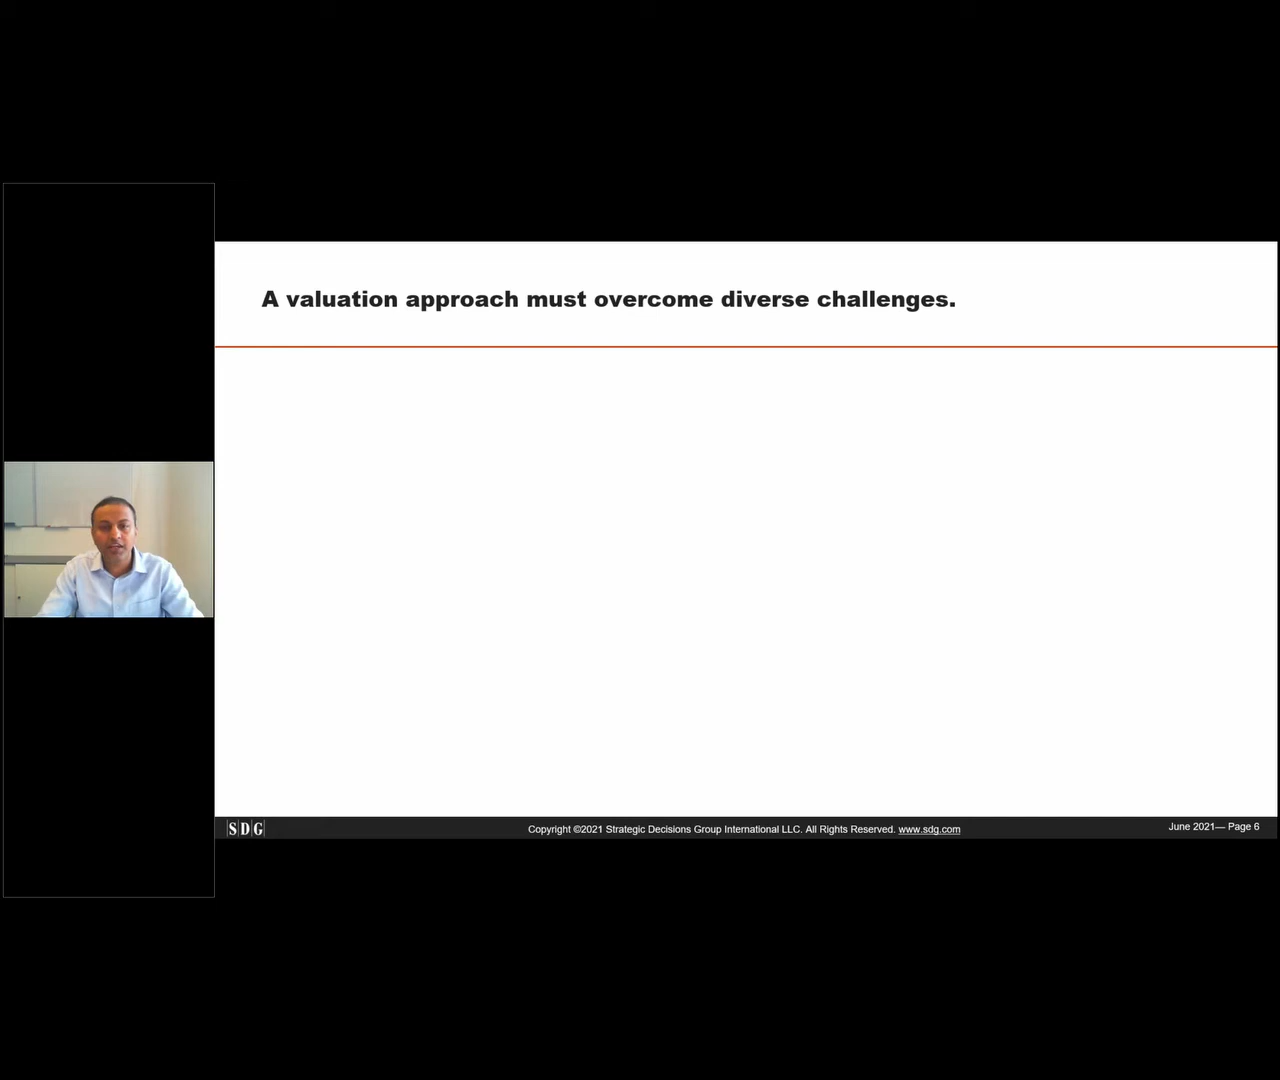 A valuation approach must overcome diverse challenges.
SDG
Copyright ©2021 Strategic Decisions Group International LLC. All Rights Reserved. www.sdg.com
June 2021— Page 6